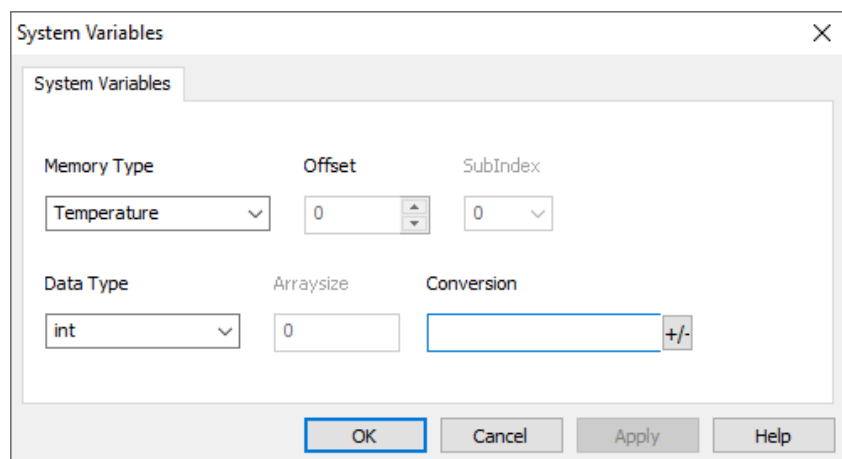 System Variables
System Variables
Memory Type Offset SubIndex
Temperature 0 0
Data Type Arraysize Conversion
int 0 +/-
OK Cancel Apply Help